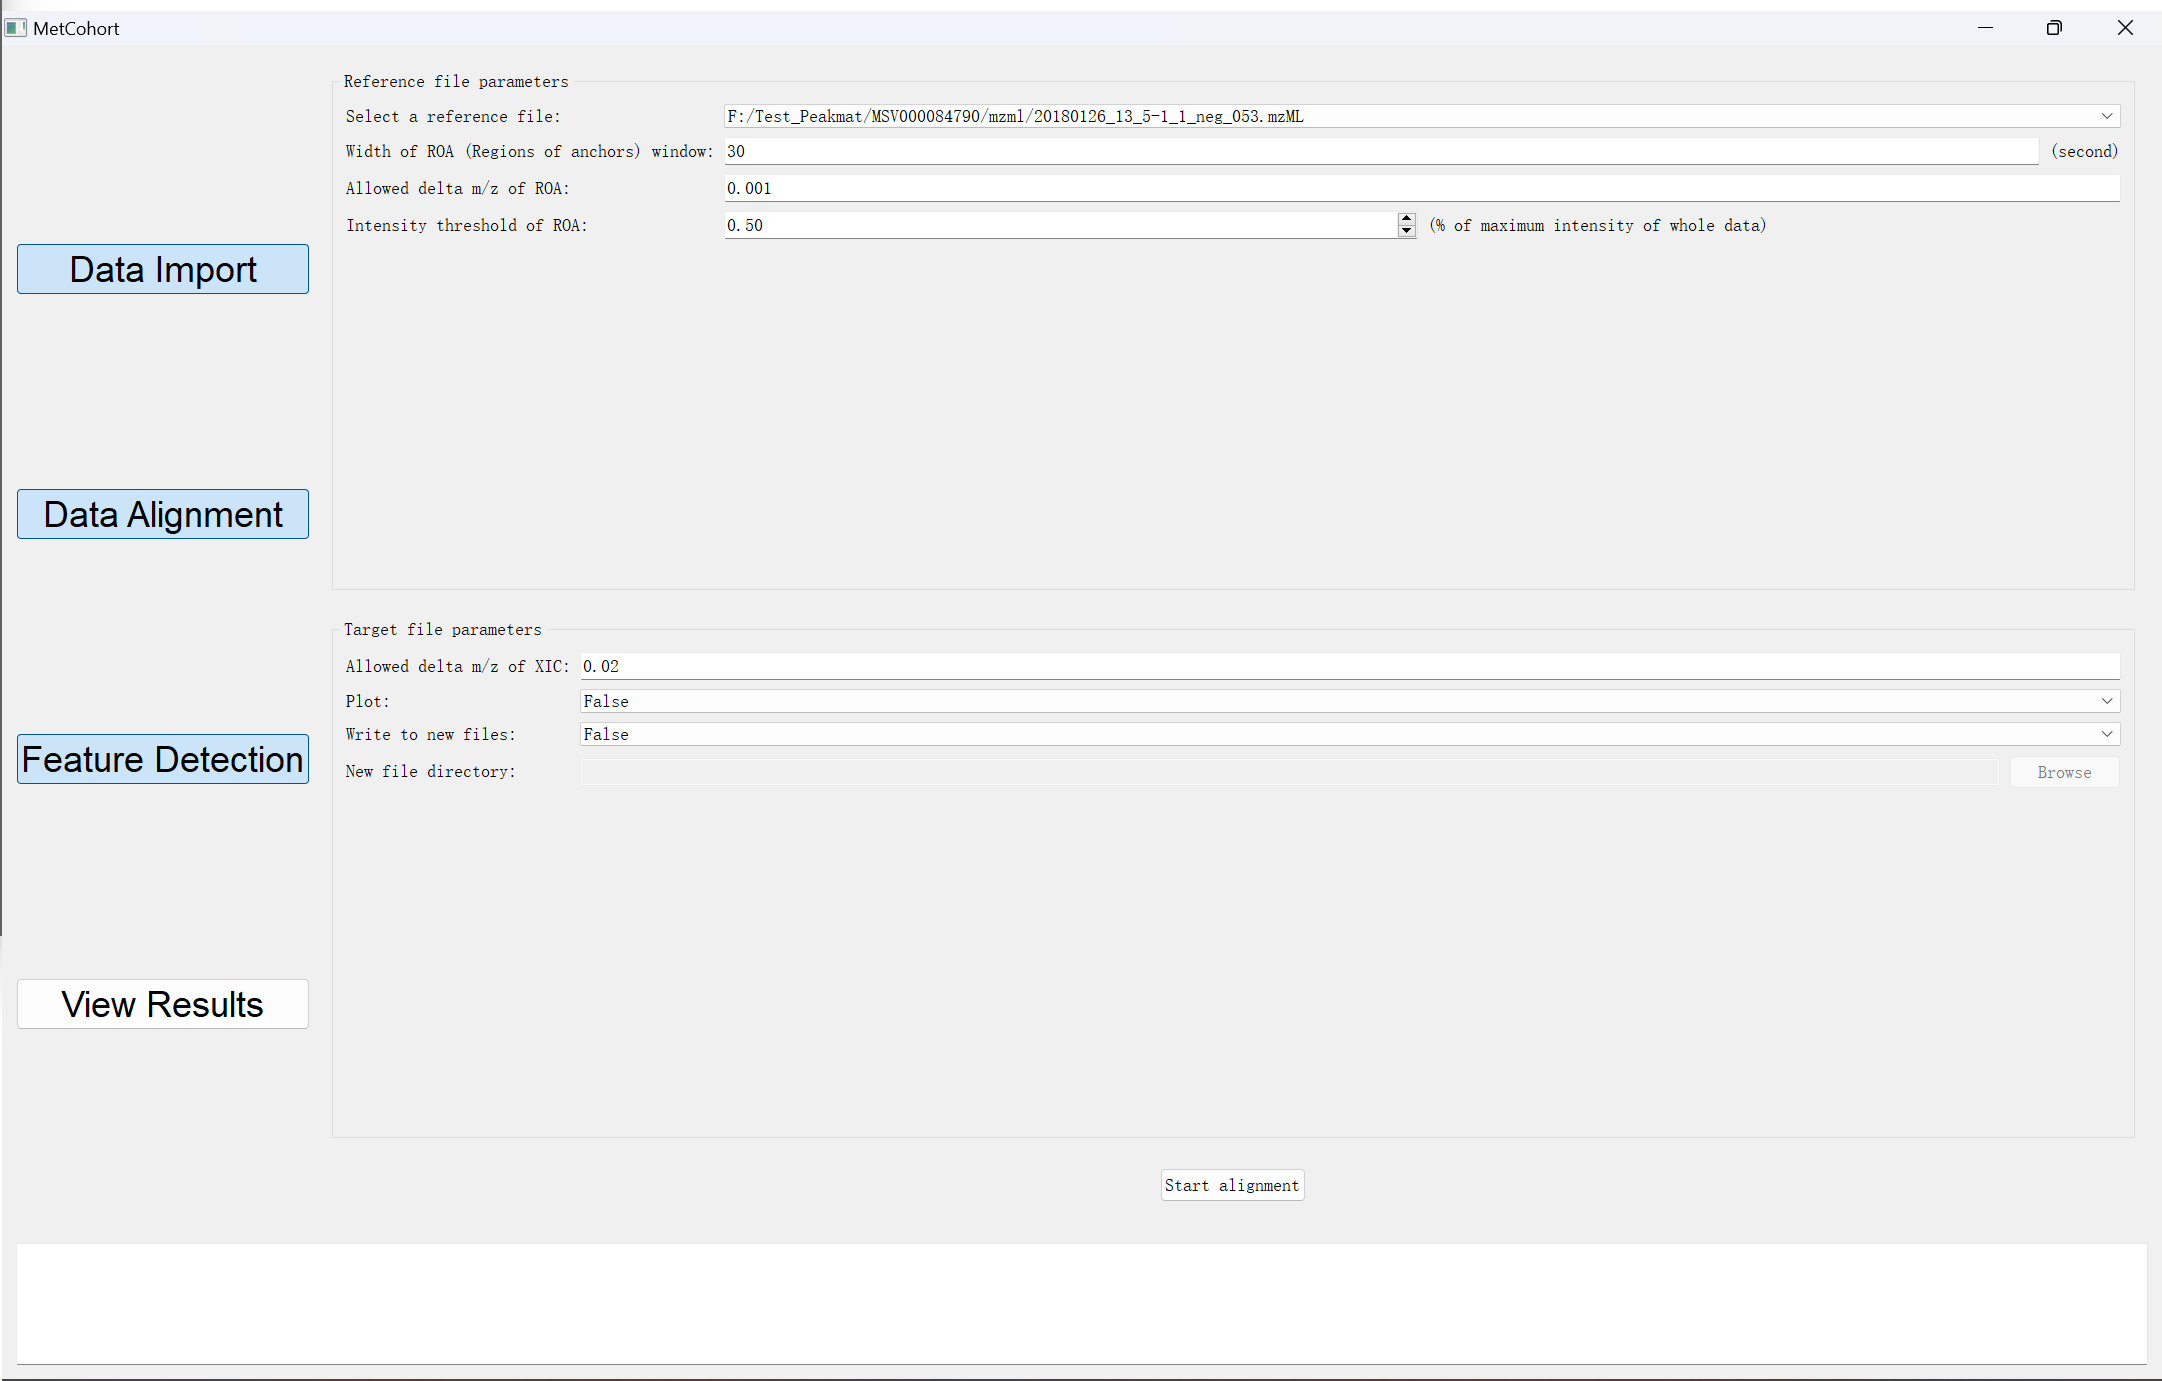 MetCohort
Reference file parameters
Select a reference file: F:/Test_Peakmat/MSV000084790/mzml/20180126_13_5-1_1_neg_053.mzML
Width of ROA (Regions of anchors) window: 30 (second)
Allowed delta m/z of ROA: 0.001
Intensity threshold of ROA: 0.50 (% of maximum intensity of whole data)
Data Import
Data Alignment
Target file parameters
Allowed delta m/z of XIC: 0.02
Plot: False
Write to new files: False
New file directory: Browse
Feature Detection
View Results
Start alignment